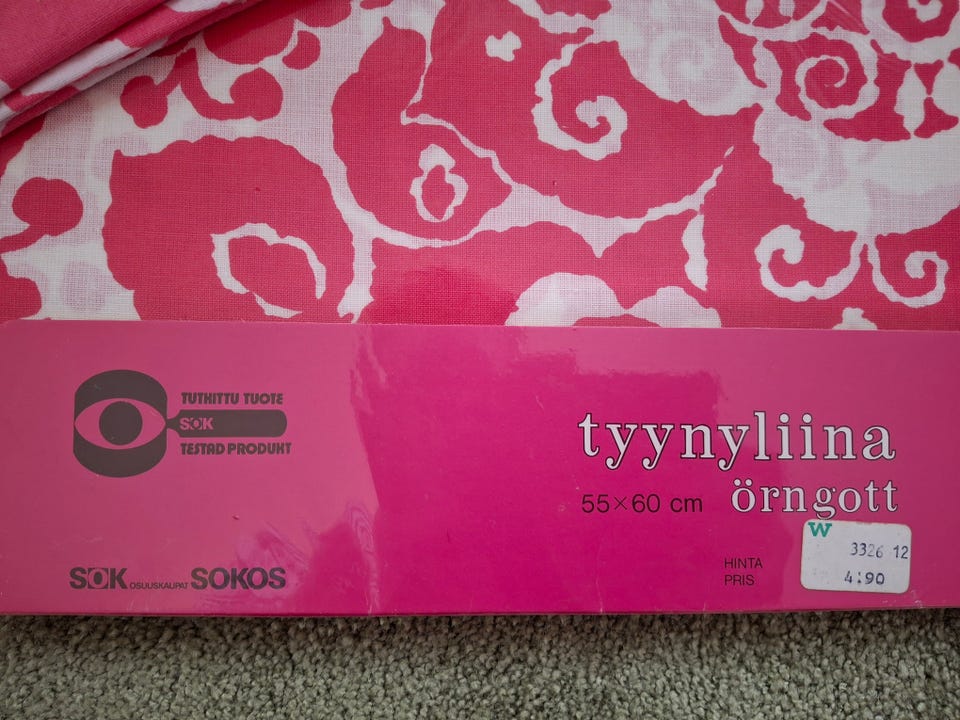 TUTKITTU TUOTE
SOK
TESTAD PRODUKT
tyynyliina
55×60 cm örngott
W
3326 12
HINTA
PRIS
4:90
SOK OSUUSKAUPAT SOKOS